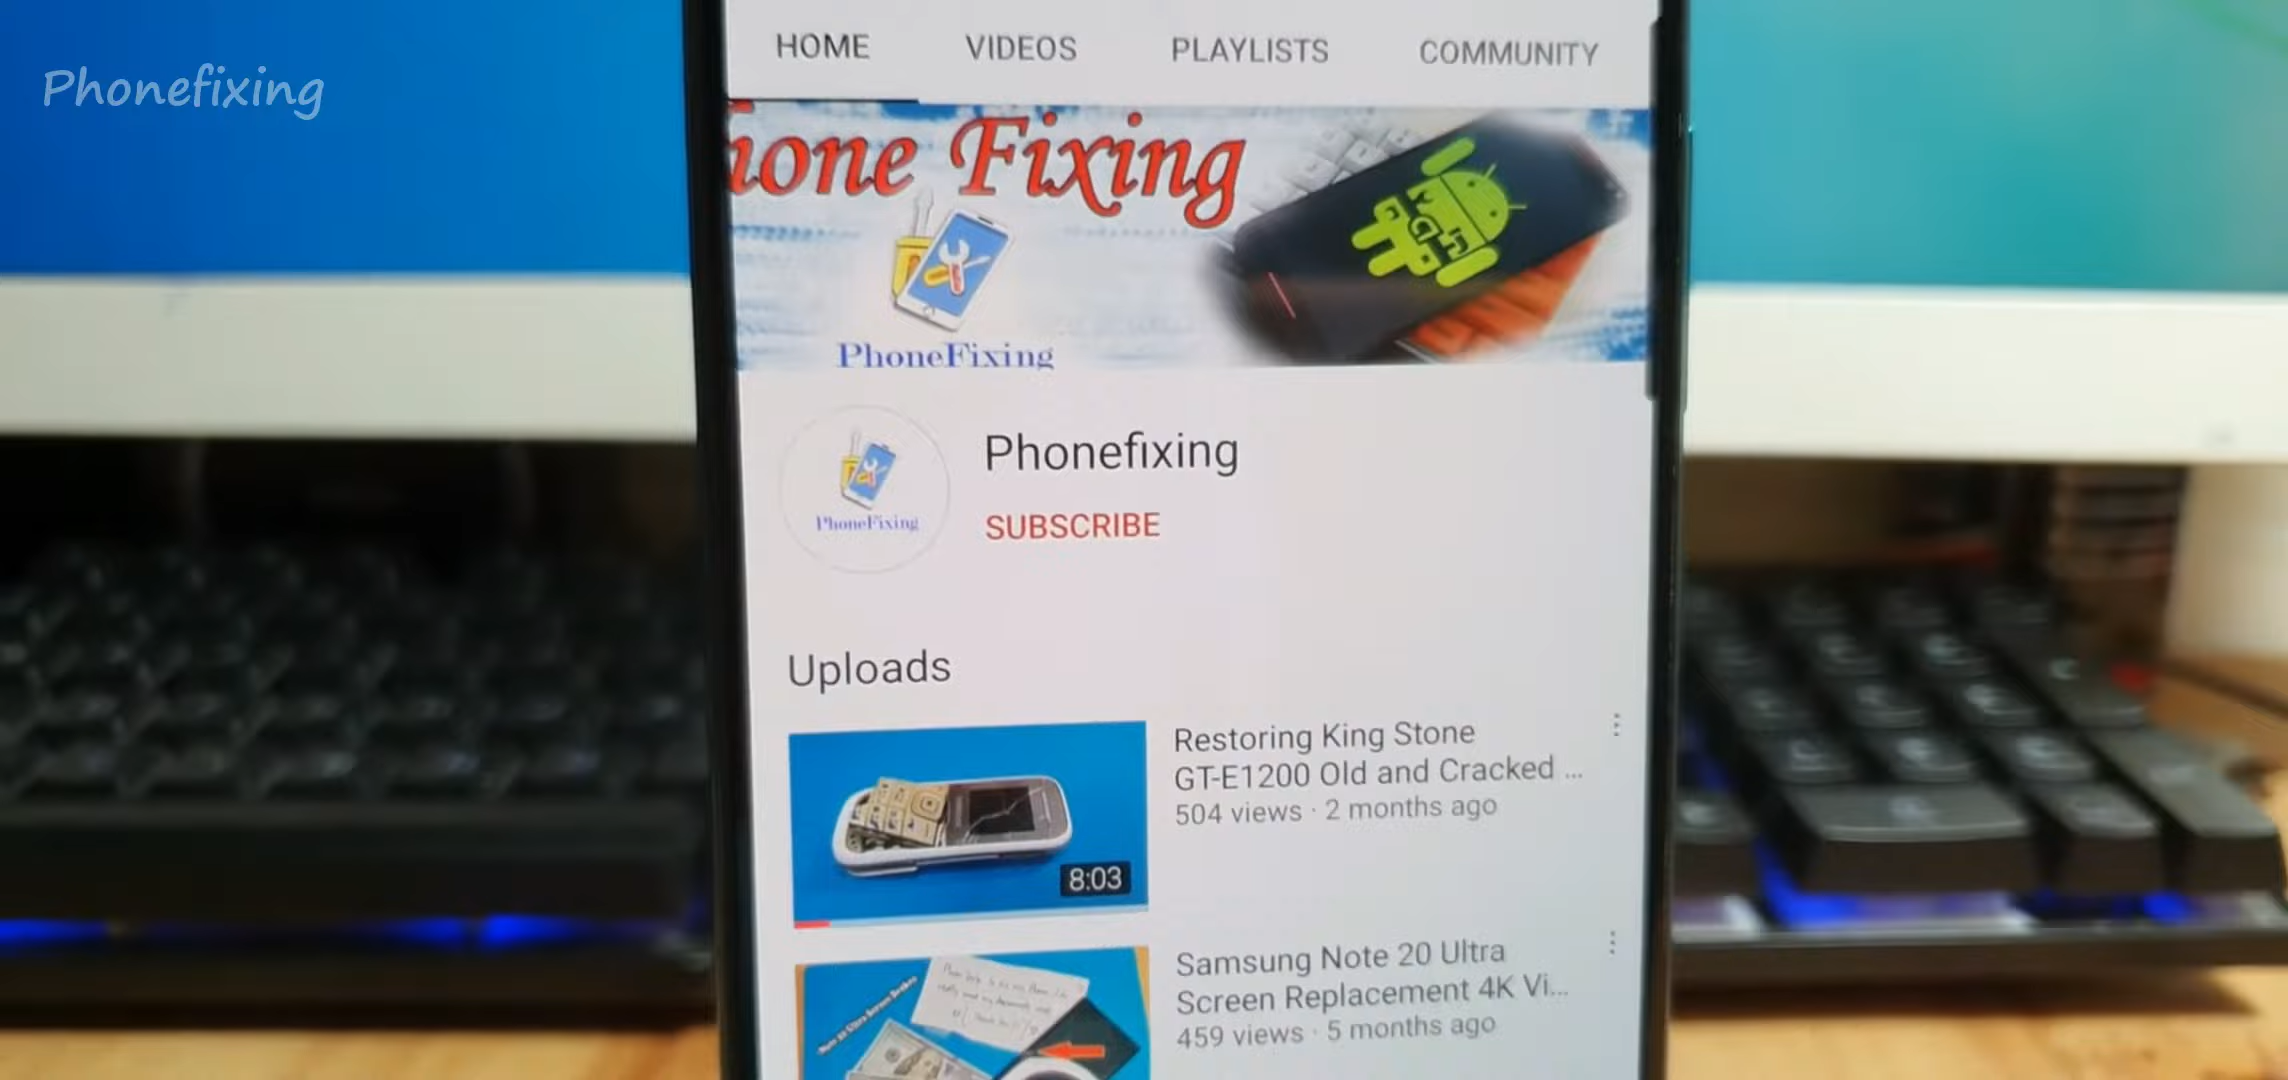 Phonefixing
HOME VIDEOS PLAYLISTS COMMUNITY
one Fixing
PhoneFixing
Phonefixing
PhoneFixing
SUBSCRIBE
Uploads
Restoring King Stone
GT-E1200 Old and Cracked ...
504 views · 2 months ago
8:03
Samsung Note 20 Ultra
Screen Replacement 4K Vi...
459 views · 5 months ago